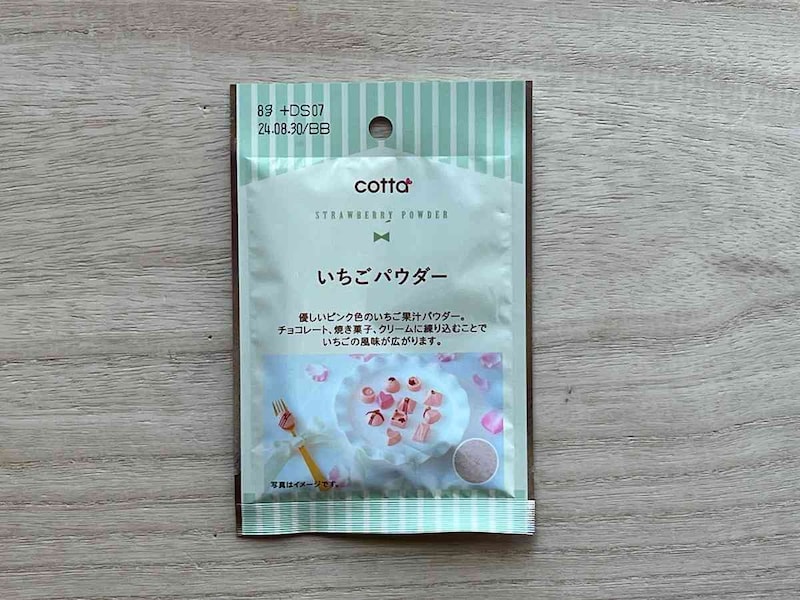 8g +DS07
24.08.30/BB
cotta
STRAWBERRY POWDER
いちごパウダー
優しいピンク色のいちご果汁パウダー。
チョコレート、焼き菓子、クリームに練り込むことで
いちごの風味が広がります。
写真はイメージです。